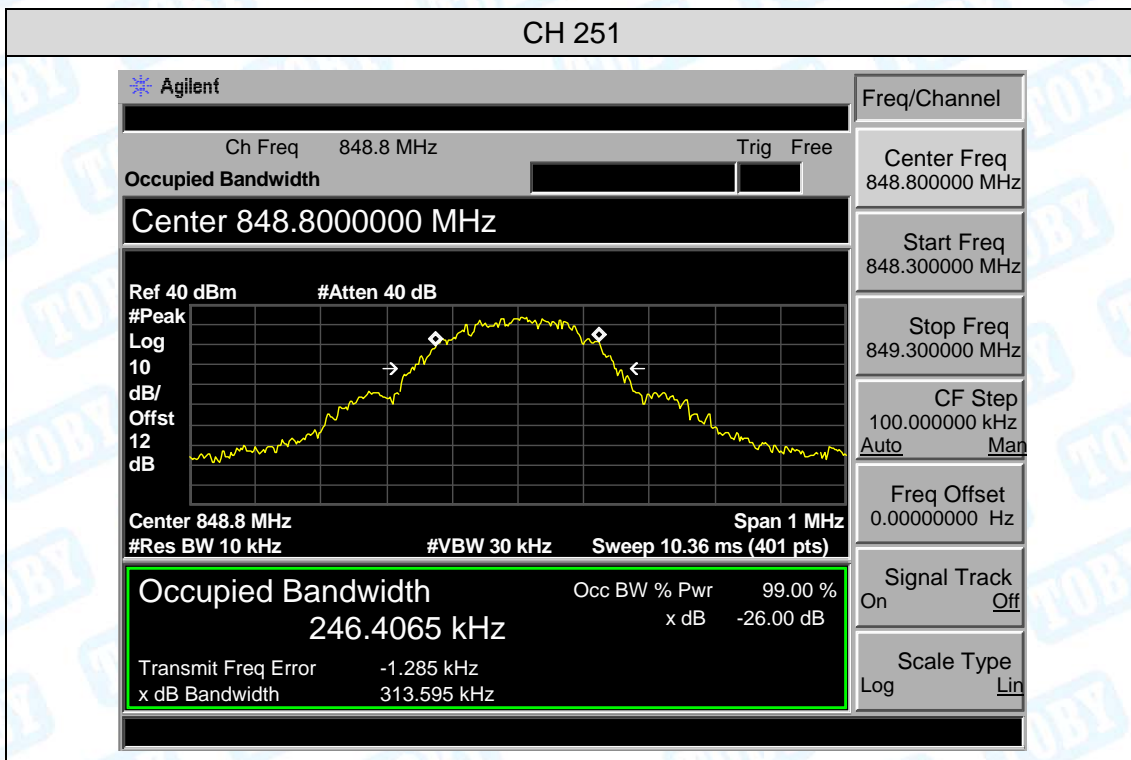 CH 251
Agilent
Freq/Channel
Ch Freq 848.8 MHz Trig Free
Occupied Bandwidth
Center 848.8000000 MHz
Center Freq
848.800000 MHz
Start Freq
848.300000 MHz
Stop Freq
849.300000 MHz
CF Step
100.000000 kHz
Auto Man
Freq Offset
0.00000000 Hz
Signal Track
On Off
Scale Type
Log Lin
Ref 40 dBm #Atten 40 dB
#Peak
Log
10
dB/
Offst
12
dB
Center 848.8 MHz Span 1 MHz
#Res BW 10 kHz #VBW 30 kHz Sweep 10.36 ms (401 pts)
Occupied Bandwidth Occ BW % Pwr 99.00 %
246.4065 kHz x dB -26.00 dB
Transmit Freq Error -1.285 kHz
x dB Bandwidth 313.595 kHz
TOBY